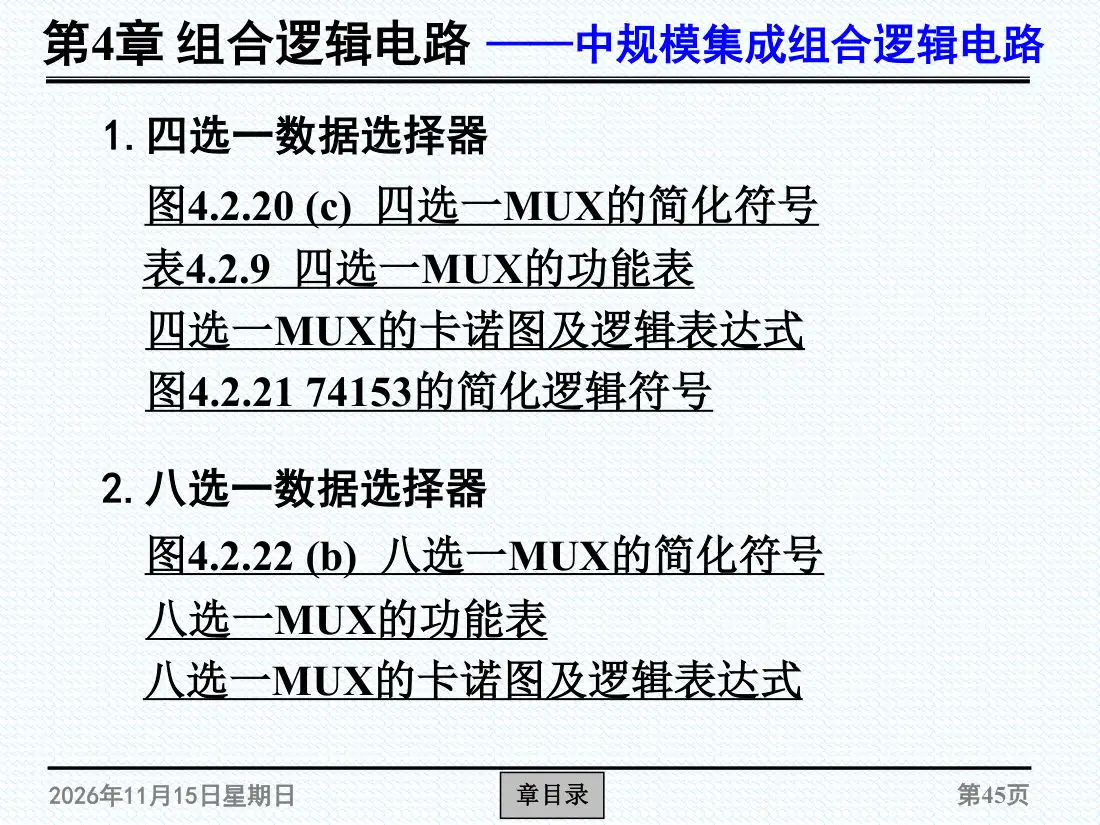 第4章 组合逻辑电路 ——中规模集成组合逻辑电路
1.四选一数据选择器
图4.2.20 (c) 四选一MUX的简化符号
表4.2.9 四选一MUX的功能表
四选一MUX的卡诺图及逻辑表达式
图4.2.21 74153的简化逻辑符号
2.八选一数据选择器
图4.2.22 (b) 八选一MUX的简化符号
八选一MUX的功能表
八选一MUX的卡诺图及逻辑表达式
2026年11月15日星期日 章目录 第45页